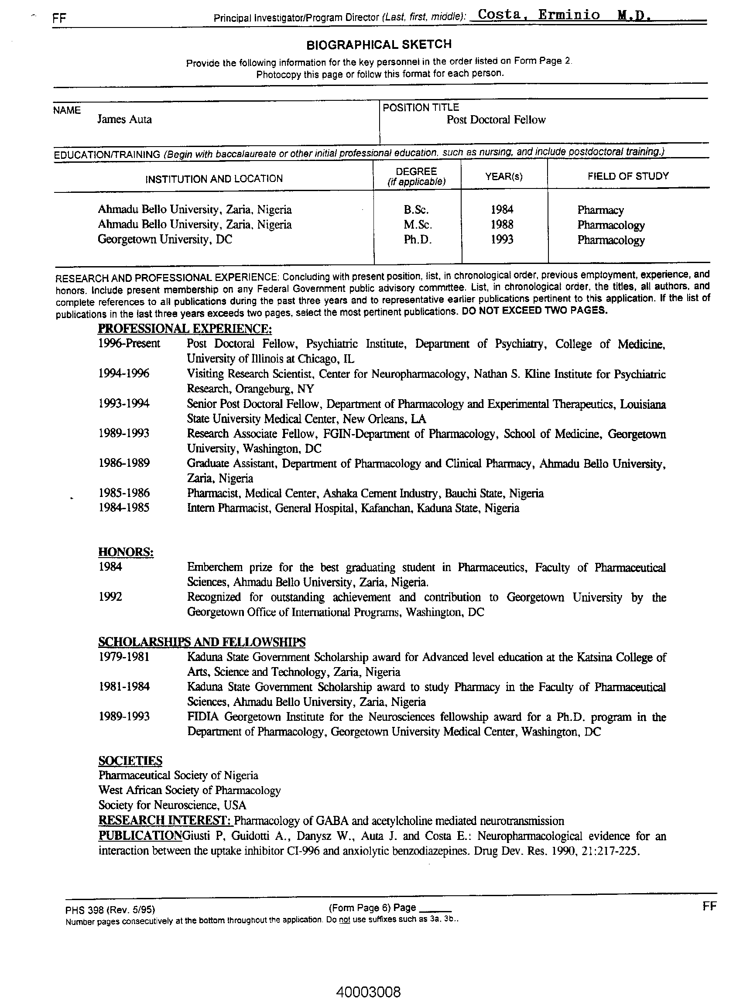 FF
Principal Investigator/Program Director (Last, first, middle): Costa, Erminio M.D.
BIOGRAPHICAL SKETCH
Provide the following information for the key personnel in the order listed on Form Page 2.
Photocopy this page or follow this format for each person.
NAME
James Auta
POSITION TITLE
Post Doctoral Fellow
EDUCATION/TRAINING (Begin with baccalaureate or other initial professional education, such as nursing, and include postdoctoral training.)
INSTITUTION AND LOCATION DEGREE (if applicable) YEAR(s) FIELD OF STUDY
Ahmadu Bello University, Zaria, Nigeria B.Sc. 1984 Pharmacy
Ahmadu Bello University, Zaria, Nigeria M.Sc. 1988 Pharmacology
Georgetown University, DC Ph.D. 1993 Pharmacology
RESEARCH AND PROFESSIONAL EXPERIENCE: Concluding with present position, list, in chronological order, previous employment, experience, and
honors. Include present membership on any Federal Government public advisory committee. List, in chronological order, the titles, all authors, and
complete references to all publications during the past three years and to representative earlier publications pertinent to this application. If the list of
publications in the last three years exceeds two pages, select the most pertinent publications. DO NOT EXCEED TWO PAGES.
PROFESSIONAL EXPERIENCE:
1996-Present Post Doctoral Fellow, Psychiatric Institute, Department of Psychiatry, College of Medicine,
University of Illinois at Chicago, IL
1994-1996 Visiting Research Scientist, Center for Neuropharmacology, Nathan S. Kline Institute for Psychiatric
Research, Orangeburg, NY
1993-1994 Senior Post Doctoral Fellow, Department of Pharmacology and Experimental Therapeutics, Louisiana
State University Medical Center, New Orleans, LA
1989-1993 Research Associate Fellow, FGIN-Department of Pharmacology, School of Medicine, Georgetown
University, Washington, DC
1986-1989 Graduate Assistant, Department of Pharmacology and Clinical Pharmacy, Ahmadu Bello University,
Zaria, Nigeria
1985-1986 Pharmacist, Medical Center, Ashaka Cement Industry, Bauchi State, Nigeria
1984-1985 Intern Pharmacist, General Hospital, Kafanchan, Kaduna State, Nigeria
HONORS:
1984 Emberchem prize for the best graduating student in Pharmaceutics, Faculty of Pharmaceutical
Sciences, Ahmadu Bello University, Zaria, Nigeria.
1992 Recognized for outstanding achievement and contribution to Georgetown University by the
Georgetown Office of International Programs, Washington, DC
SCHOLARSHIPS AND FELLOWSHIPS
1979-1981 Kaduna State Government Scholarship award for Advanced level education at the Katsina College of
Arts, Science and Technology, Zaria, Nigeria
1981-1984 Kaduna State Government Scholarship award to study Pharmacy in the Faculty of Pharmaceutical
Sciences, Ahmadu Bello University, Zaria, Nigeria
1989-1993 FIDIA Georgetown Institute for the Neurosciences fellowship award for a Ph.D. program in the
Department of Pharmacology, Georgetown University Medical Center, Washington, DC
SOCIETIES
Pharmaceutical Society of Nigeria
West African Society of Pharmacology
Society for Neuroscience, USA
RESEARCH INTEREST: Pharmacology of GABA and acetylcholine mediated neurotransmission
PUBLICATIONGiusti P, Guidotti A., Danysz W., Auta J. and Costa E.: Neuropharmacological evidence for an
interaction between the uptake inhibitor CI-996 and anxiolytic benzodiazepines. Drug Dev. Res. 1990, 21:217-225.
PHS 398 (Rev. 5/95) (Form Page 6) Page ____ FF
Number pages consecutively at the bottom throughout the application. Do not use suffixes such as 3a, 3b..
40003008